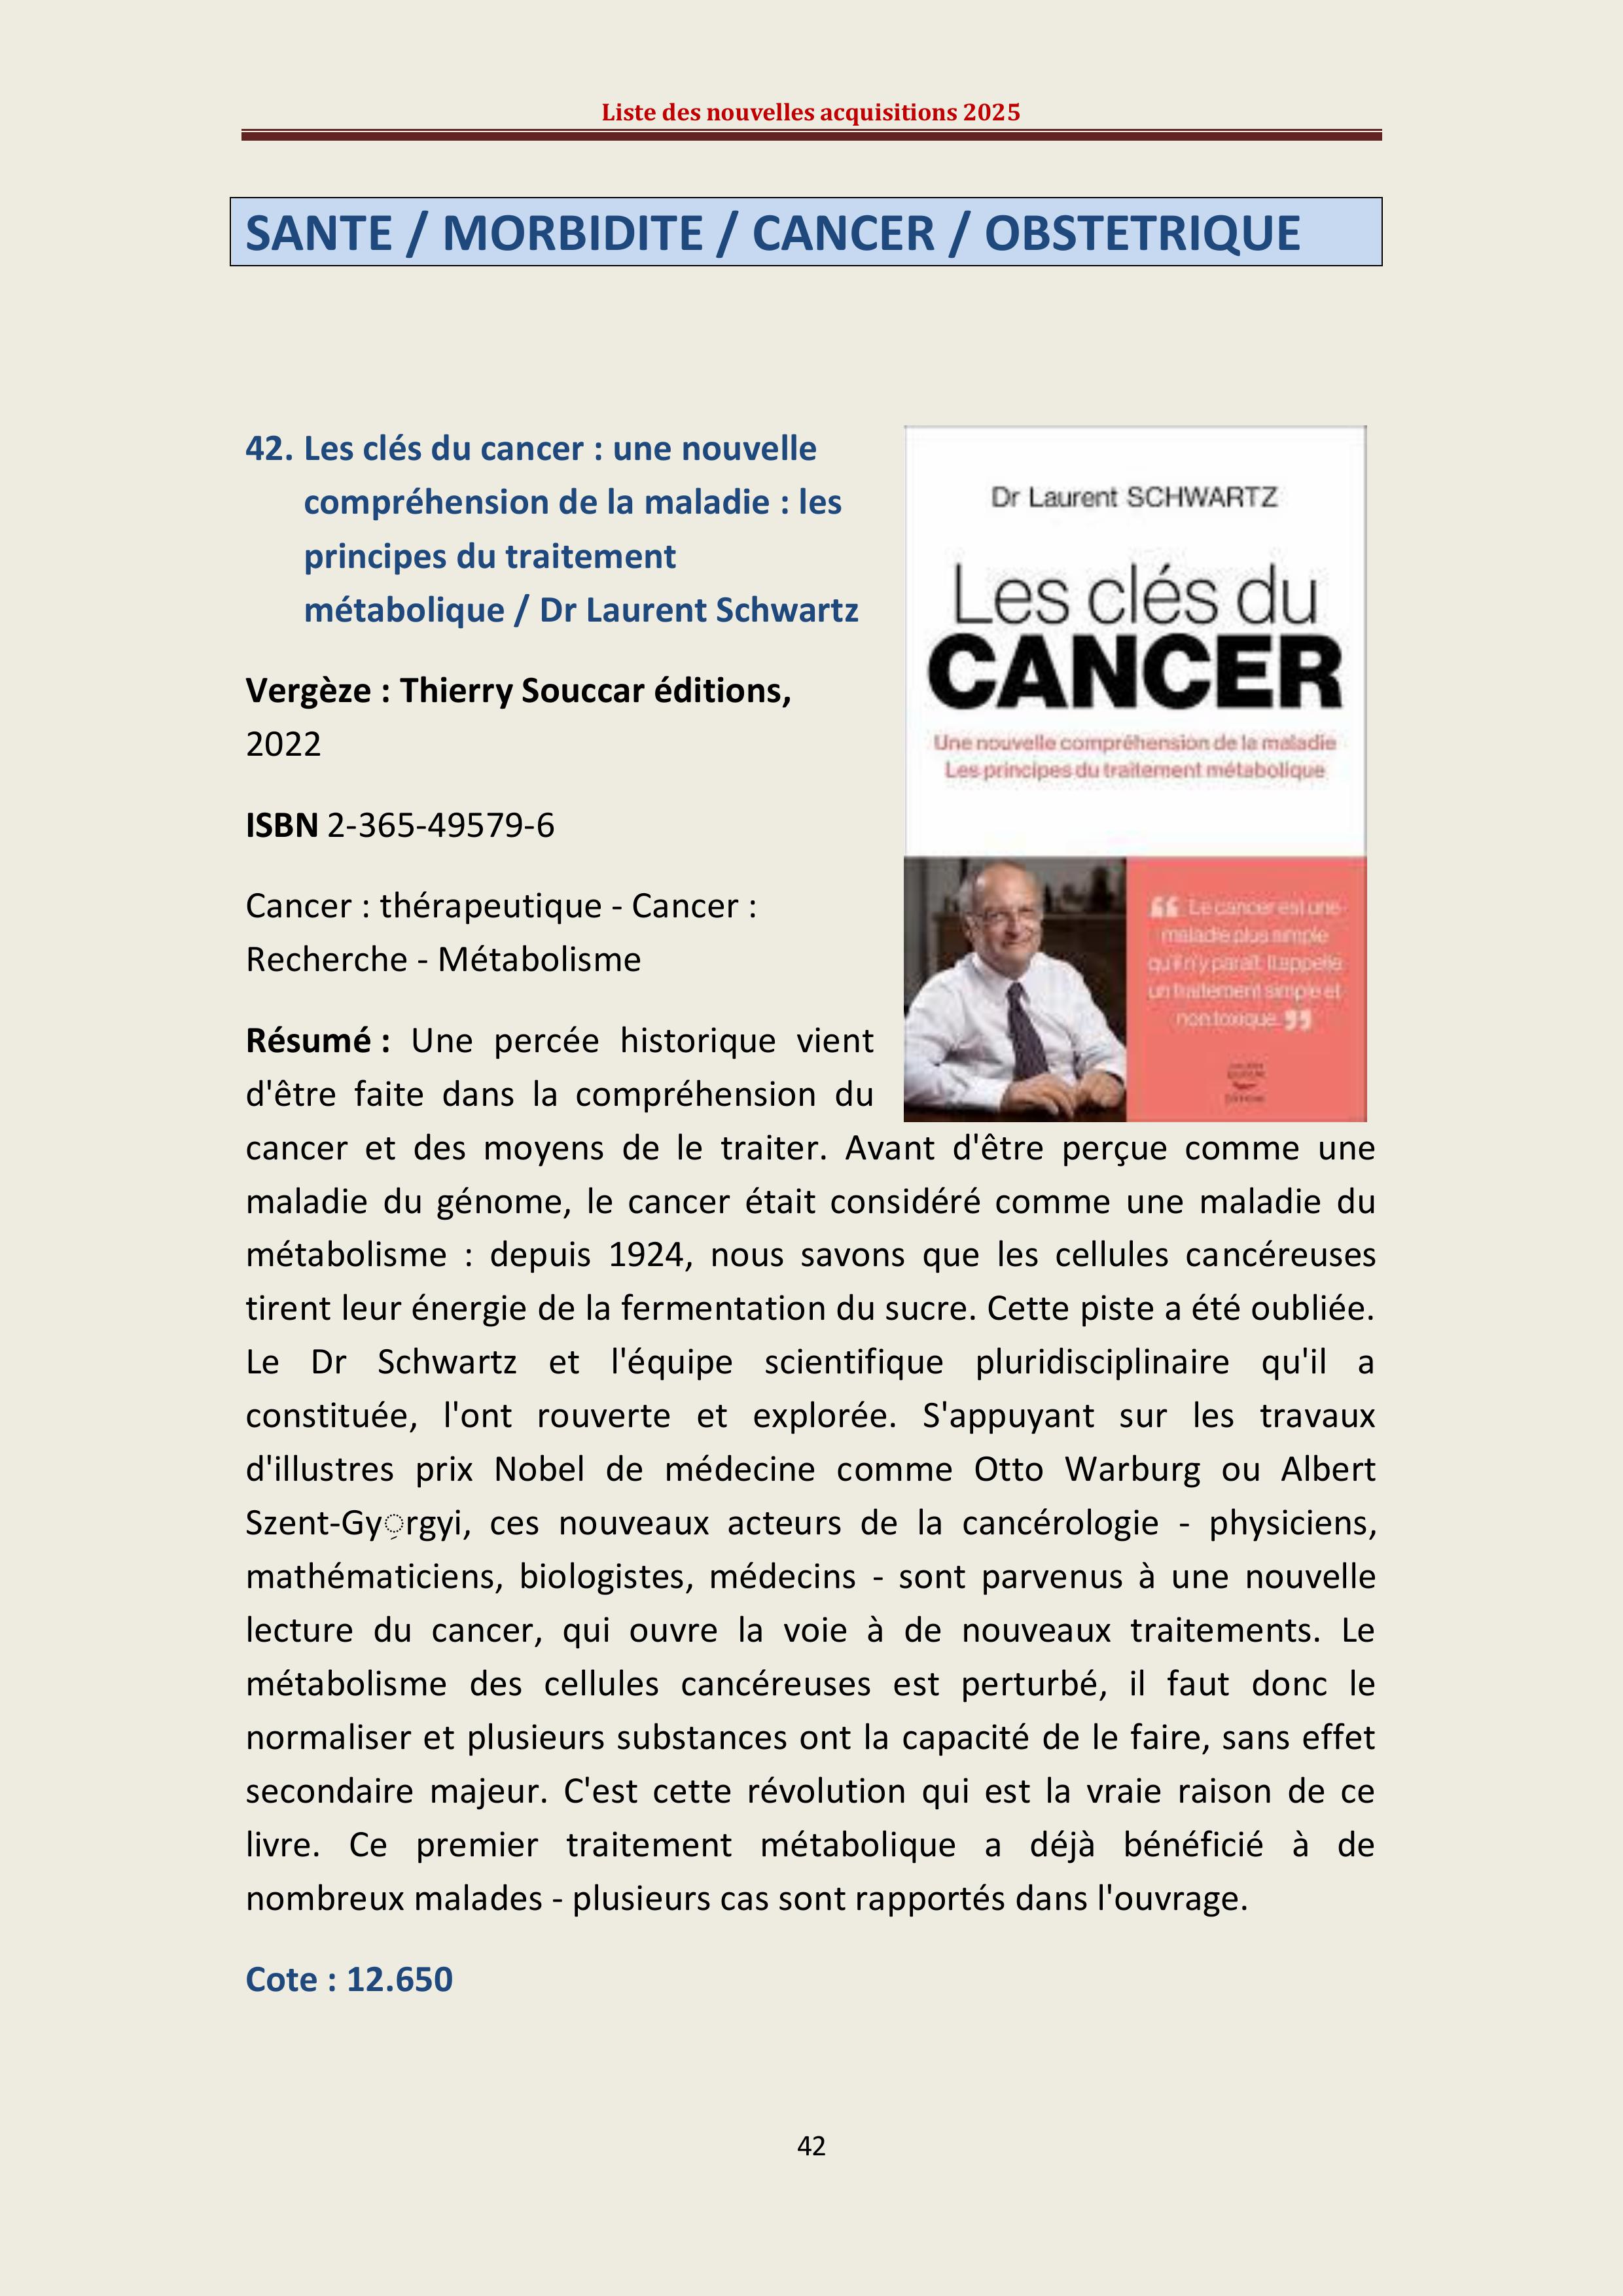 Liste des nouvelles acquisitions 2025
SANTE / MORBIDITE / CANCER / OBSTETRIQUE
42. Les clés du cancer : une nouvelle
compréhension de la maladie : les
principes du traitement
métabolique / Dr Laurent Schwartz
Vergèze : Thierry Souccar éditions,
2022
ISBN 2-365-49579-6
Cancer : thérapeutique - Cancer :
Recherche - Métabolisme
Dr Laurent SCHWARTZ
Les clés du
CANCER
Une nouvelle compréhension de la maladie
Les principes du traitement métabolique
❝ Le cancer est une
maladie plus simple
qu'il n'y paraît. Il appelle
un traitement simple et
non toxique. ❞
Résumé : Une percée historique vient
d'être faite dans la compréhension du
cancer et des moyens de le traiter. Avant d'être perçue comme une
maladie du génome, le cancer était considéré comme une maladie du
métabolisme : depuis 1924, nous savons que les cellules cancéreuses
tirent leur énergie de la fermentation du sucre. Cette piste a été oubliée.
Le Dr Schwartz et l'équipe scientifique pluridisciplinaire qu'il a
constituée, l'ont rouverte et explorée. S'appuyant sur les travaux
d'illustres prix Nobel de médecine comme Otto Warburg ou Albert
Szent-Gy◌̗rgyi, ces nouveaux acteurs de la cancérologie - physiciens,
mathématiciens, biologistes, médecins - sont parvenus à une nouvelle
lecture du cancer, qui ouvre la voie à de nouveaux traitements. Le
métabolisme des cellules cancéreuses est perturbé, il faut donc le
normaliser et plusieurs substances ont la capacité de le faire, sans effet
secondaire majeur. C'est cette révolution qui est la vraie raison de ce
livre. Ce premier traitement métabolique a déjà bénéficié à de
nombreux malades - plusieurs cas sont rapportés dans l'ouvrage.
Cote : 12.650
42